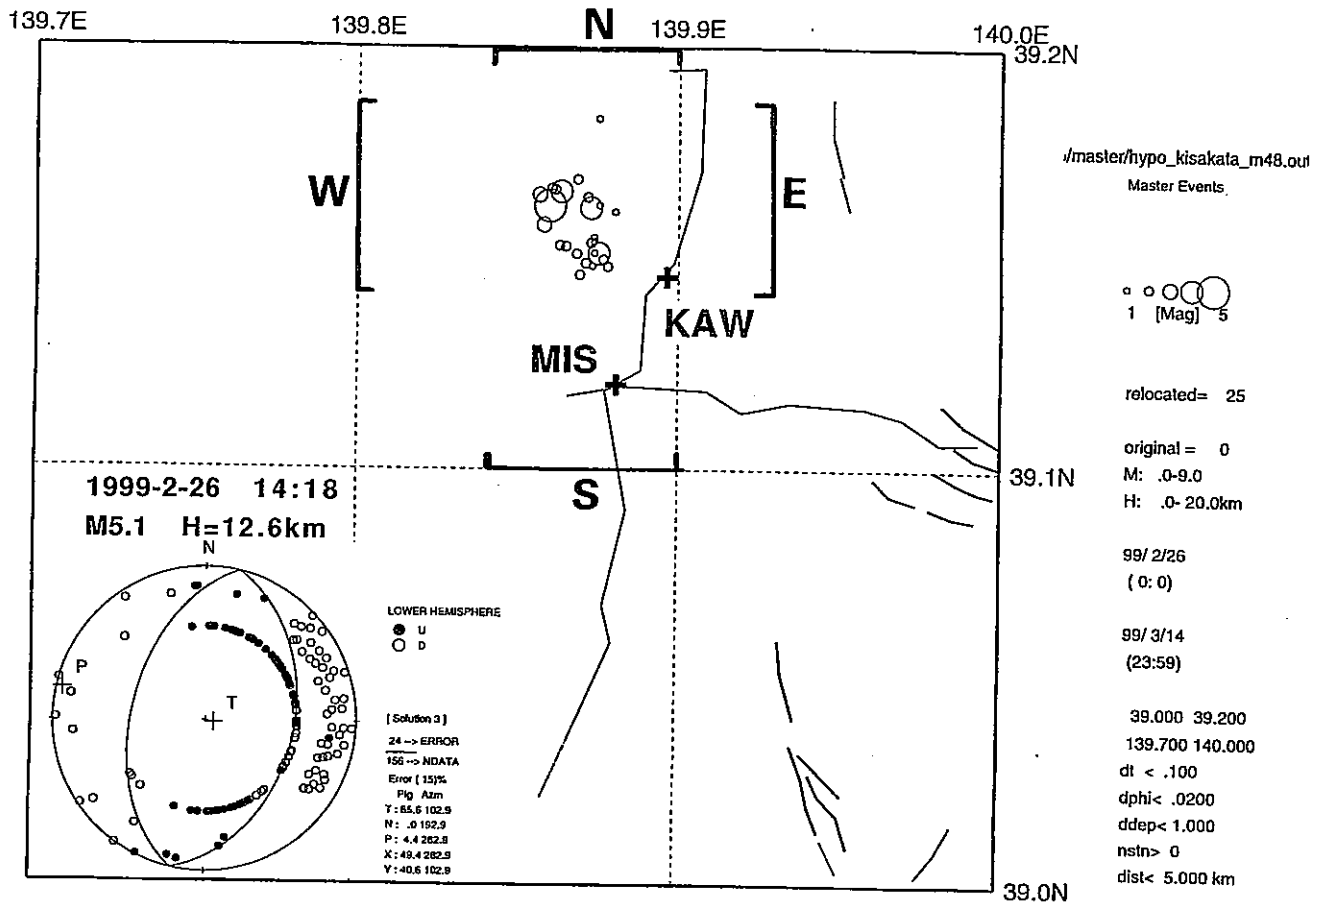 139.7E
139.8E
N
139.9E
140.0E
39.2N
W
E
KAW
MIS
S
39.1N
39.0N
1999-2-26 14:18
M5.1 H=12.6km
N
P
T
LOWER HEMISPHERE
U
D
[ Solution 3 ]
24 --> ERROR
156 --> NDATA
Error ( 15)%
Plg Azm
T : 85.6 102.9
N : .0 192.9
P : 4.4 282.9
X : 49.4 282.9
Y : 40.6 102.9
/master/hypo_kisakata_m48.out
Master Events
1 [Mag] 5
relocated= 25
original = 0
M: .0-9.0
H: .0- 20.0km
99/ 2/26
( 0: 0)
99/ 3/14
(23:59)
39.000 39.200
139.700 140.000
dt < .100
dphi< .0200
ddep< 1.000
nstn> 0
dist< 5.000 km